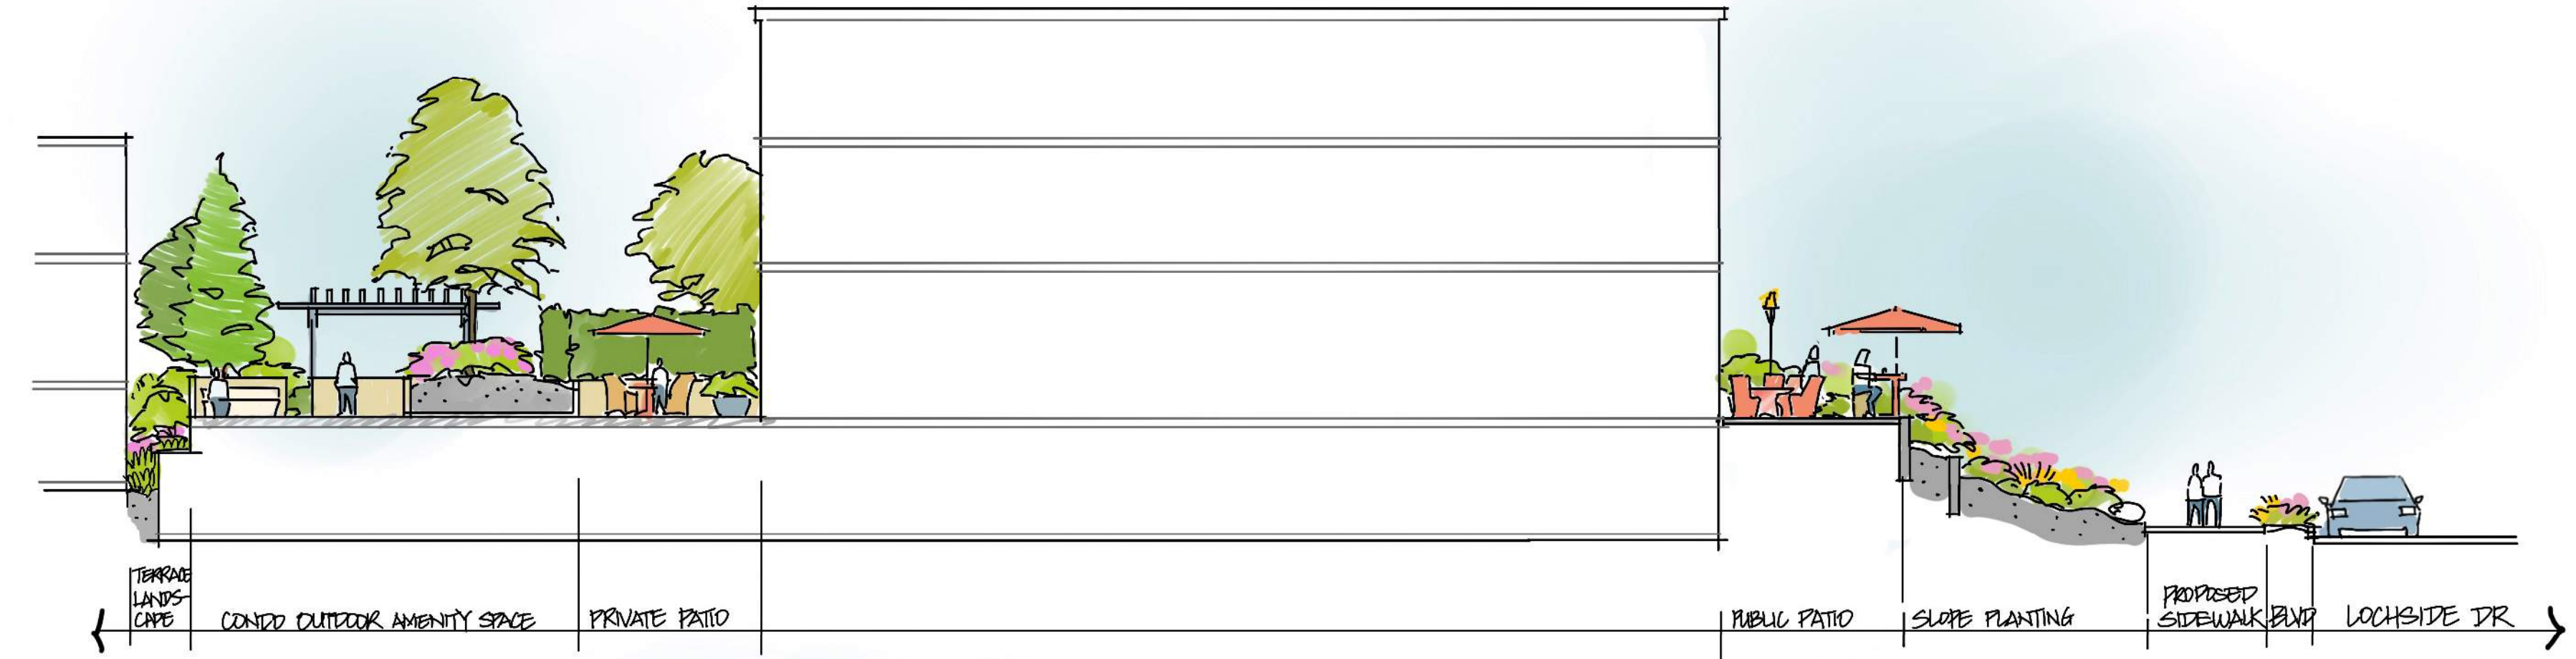 TERRACE
LANDS-
CAPE
CONDO OUTDOOR AMENITY SPACE
PRIVATE PATIO
PUBLIC PATIO
SLOPE PLANTING
PROPOSED
SIDEWALK
BLVD
LOCHSIDE DR